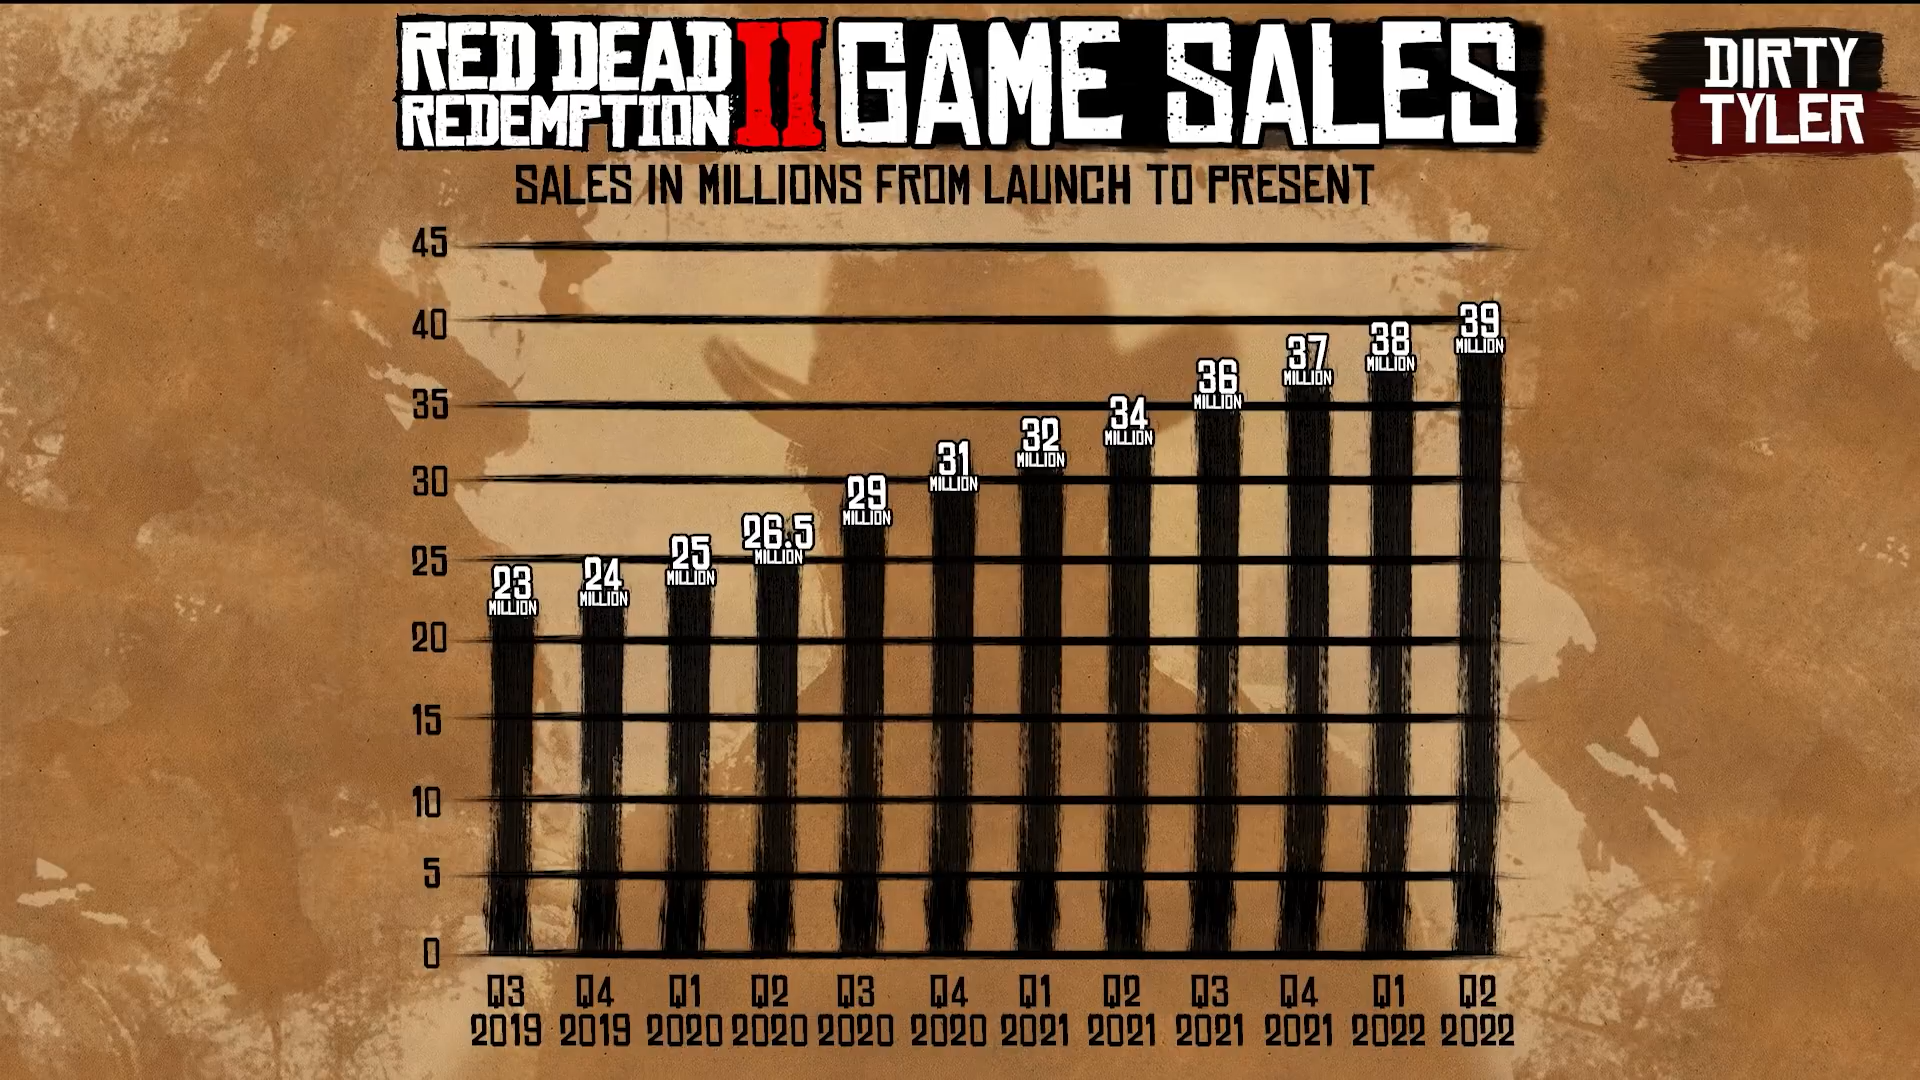 RED DEAD
REDEMPTION II GAME SALES
DIRTY
TYLER
SALES IN MILLIONS FROM LAUNCH TO PRESENT
45
40
35
30
25
20
15
10
5
0
23
MILLION
24
MILLION
25
MILLION
26.5
MILLION
29
MILLION
31
MILLION
32
MILLION
34
MILLION
36
MILLION
37
MILLION
38
MILLION
39
MILLION
Q3
2019
Q4
2019
Q1
2020
Q2
2020
Q3
2020
Q4
2020
Q1
2021
Q2
2021
Q3
2021
Q4
2021
Q1
2022
Q2
2022